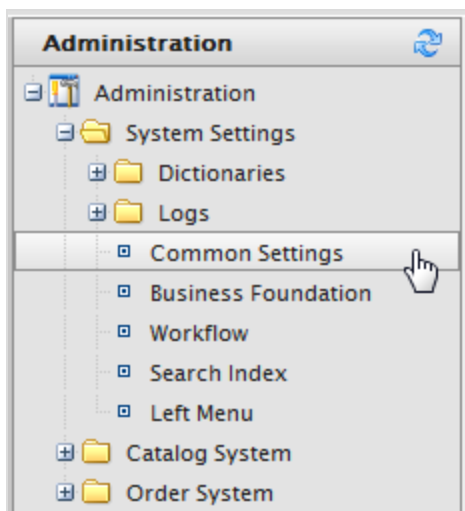 Administration
Administration
System Settings
Dictionaries
Logs
Common Settings
Business Foundation
Workflow
Search Index
Left Menu
Catalog System
Order System